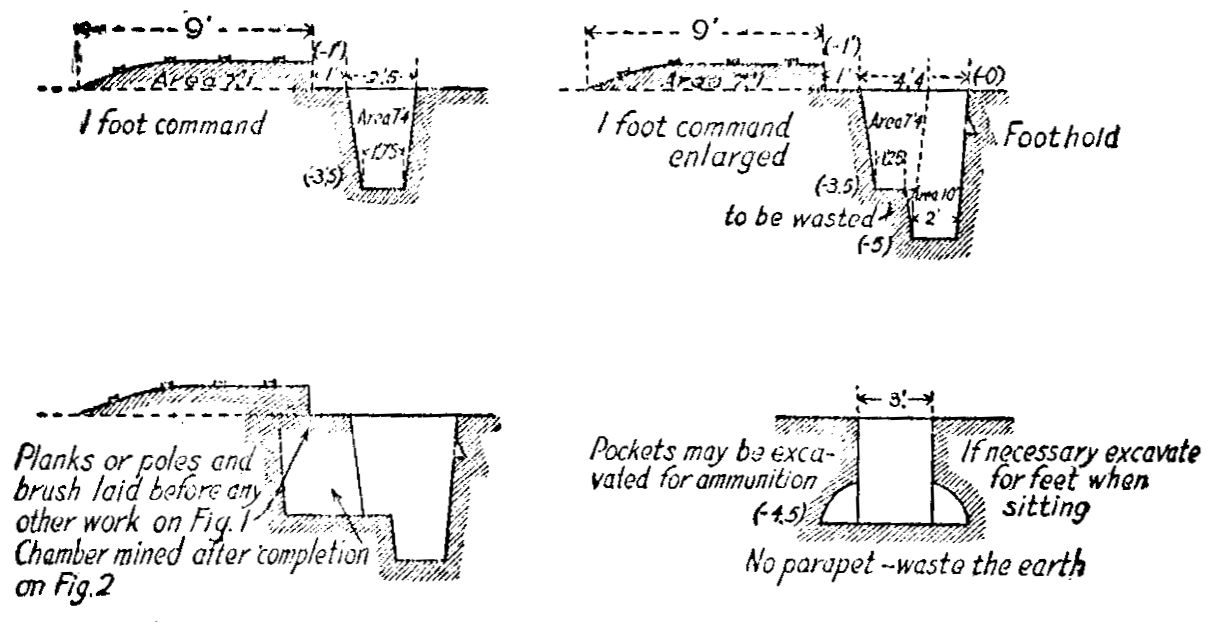 9'
(-1')
Area 7'1
1'
2'.5
1 foot command
Area 7'4
1.75
(-3.5)
9'
(-1')
Area 7'1
1'
4'.4
(-0)
1 foot command
enlarged
Area 7'4
1.25
Foothold
(-3.5)
Area 10'
to be wasted
2'
(-5)
Planks or poles and
brush laid before any
other work on Fig. 1
Chamber mined after completion
on Fig. 2
3'
Pockets may be exca-
vated for ammunition
(-4.5)
If necessary excavate
for feet when
sitting
No parapet – waste the earth